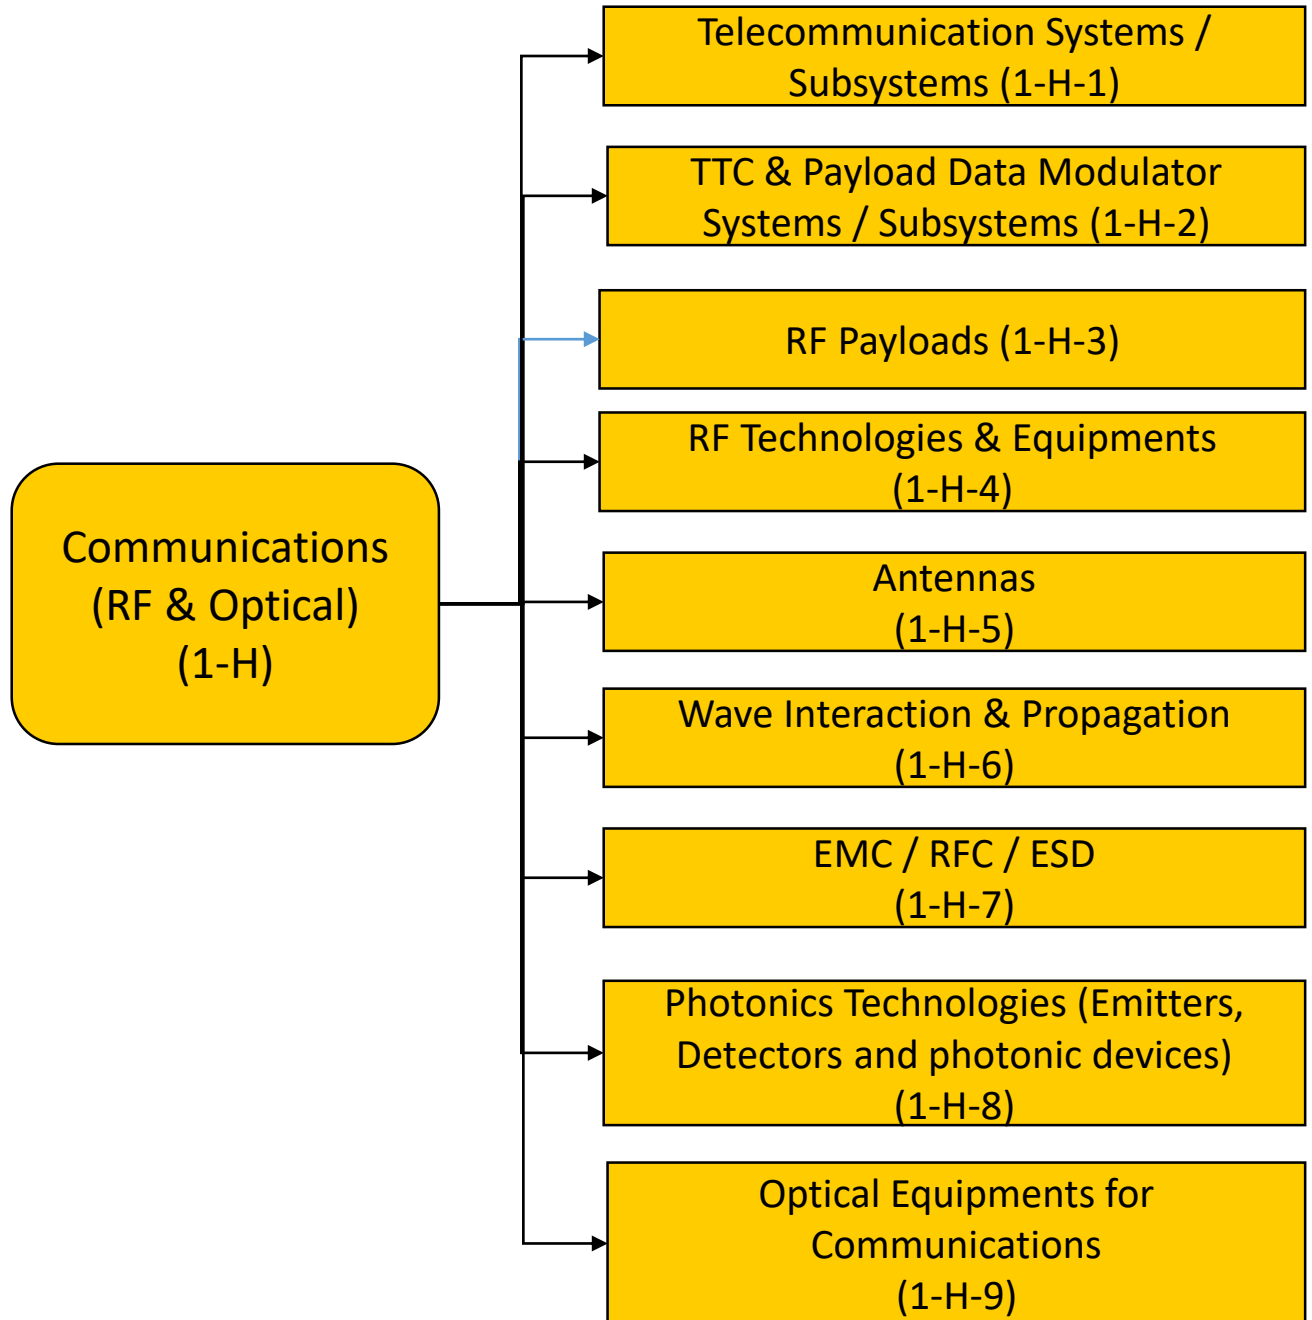 Telecommunication Systems /
Subsystems (1-H-1)
TTC & Payload Data Modulator
Systems / Subsystems (1-H-2)
RF Payloads (1-H-3)
RF Technologies & Equipments
(1-H-4)
Communications
(RF & Optical)
(1-H)
Antennas
(1-H-5)
Wave Interaction & Propagation
(1-H-6)
EMC / RFC / ESD
(1-H-7)
Photonics Technologies (Emitters,
Detectors and photonic devices)
(1-H-8)
Optical Equipments for
Communications
(1-H-9)